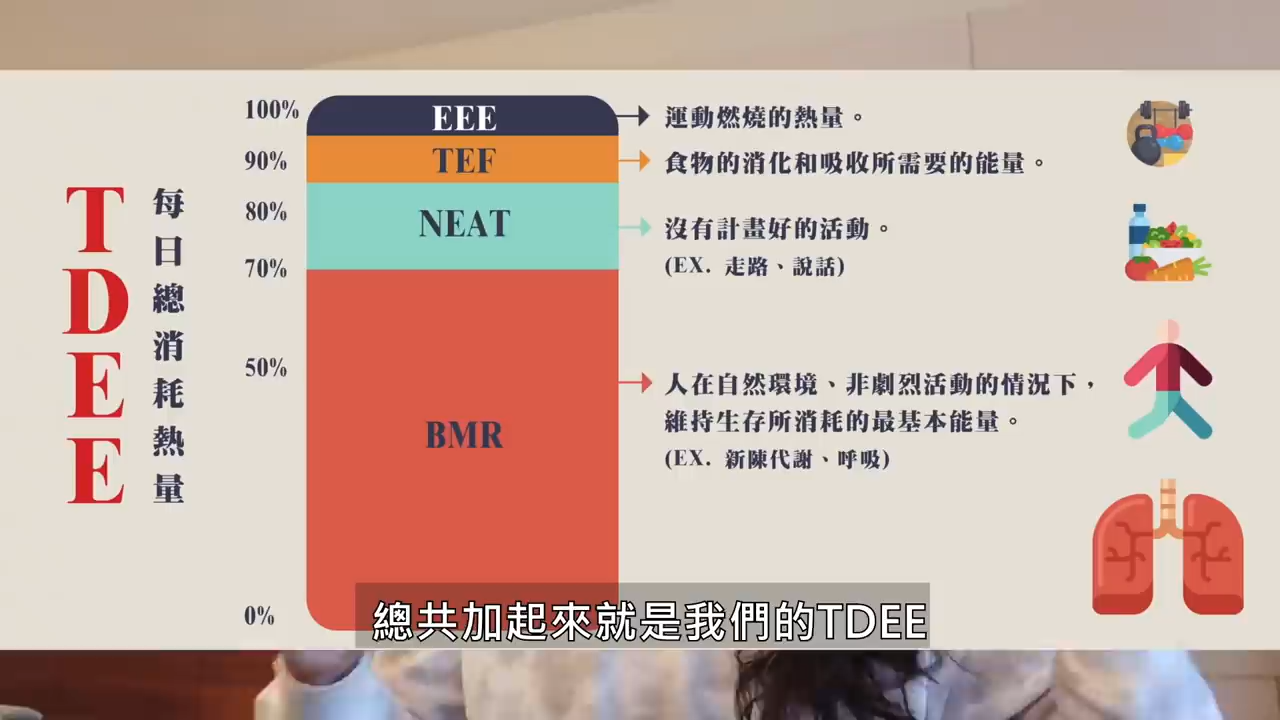 TDEE
每日總消耗熱量
100%
90%
80%
70%
50%
0%
EEE
TEF
NEAT
BMR
運動燃燒的熱量。
食物的消化和吸收所需要的能量。
沒有計畫好的活動。
(EX. 走路、說話)
人在自然環境、非劇烈活動的情況下，
維持生存所消耗的最基本能量。
(EX. 新陳代謝、呼吸)
總共加起來就是我們的TDEE